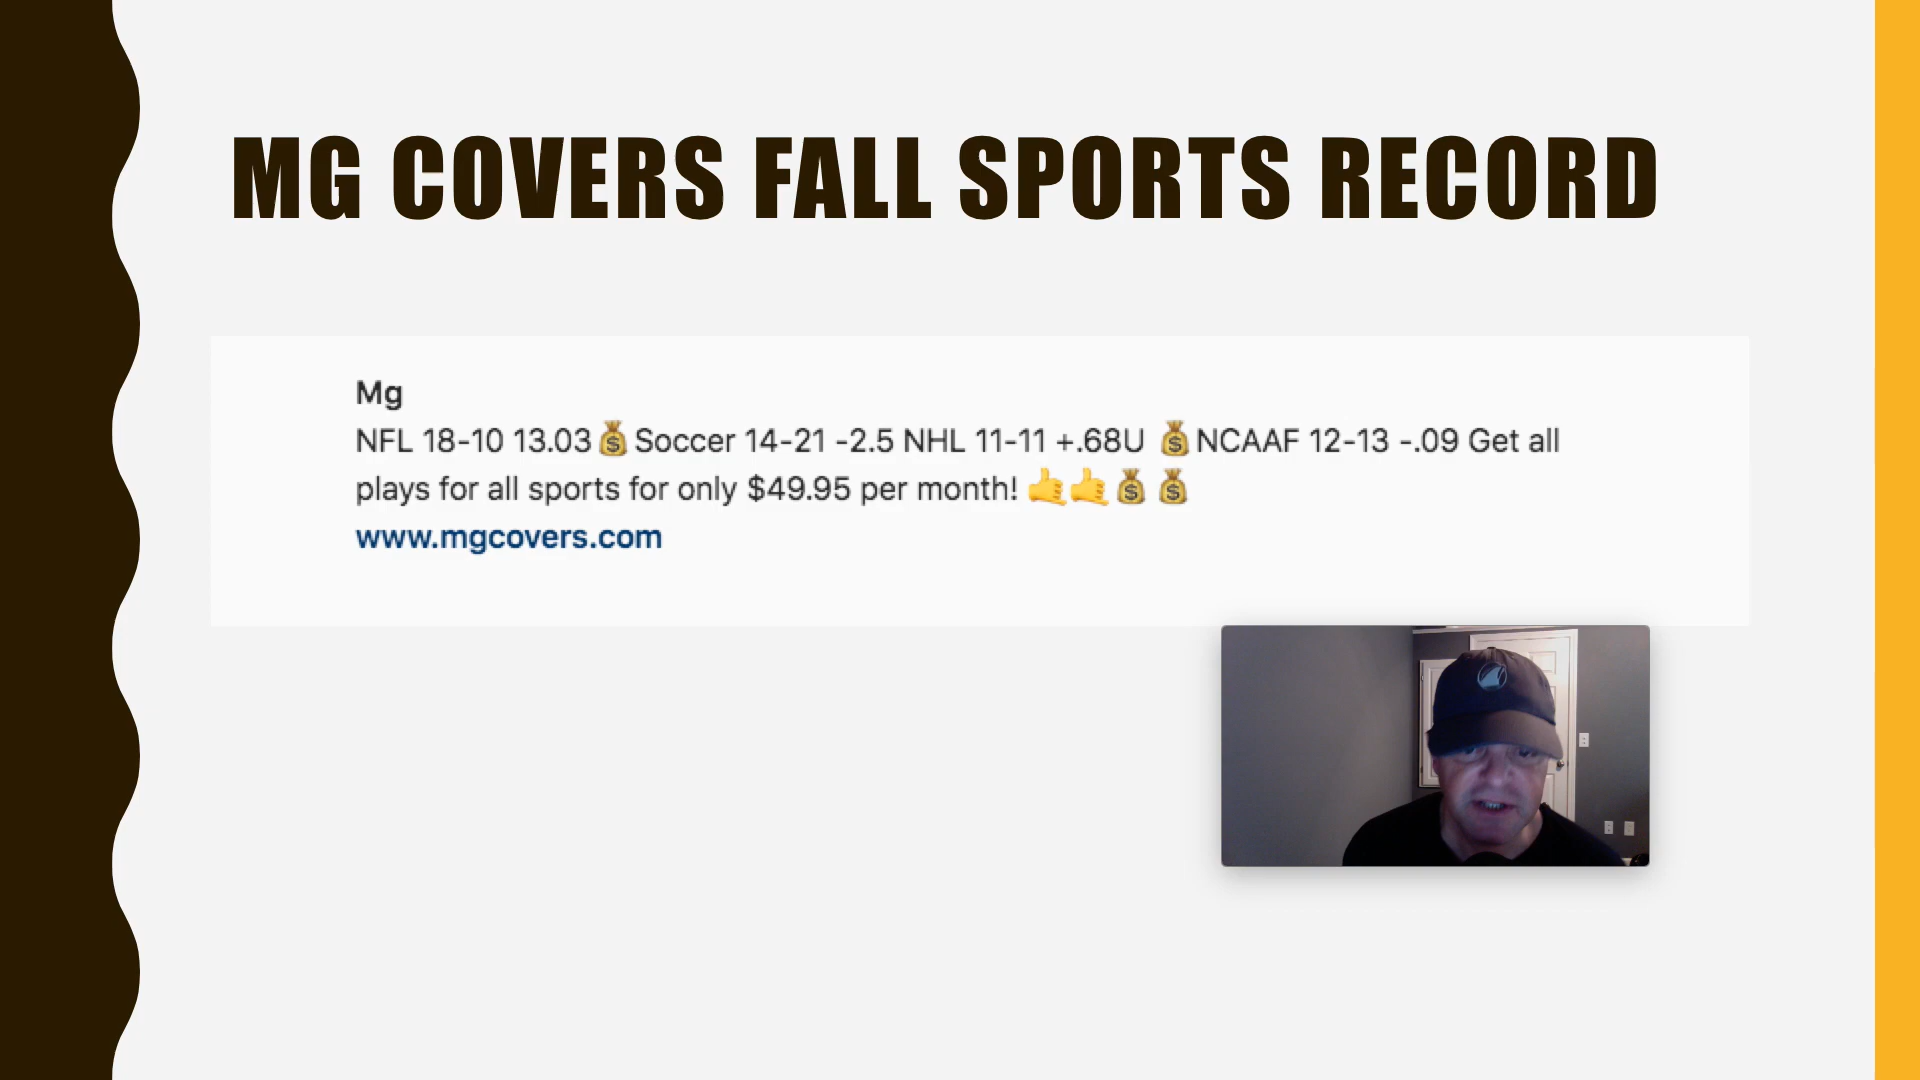 MG COVERS FALL SPORTS RECORD
Mg
NFL 18-10 13.03💰Soccer 14-21 -2.5 NHL 11-11 +.68U 💰NCAAF 12-13 -.09 Get all
plays for all sports for only $49.95 per month! 🤙🤙💰💰
www.mgcovers.com